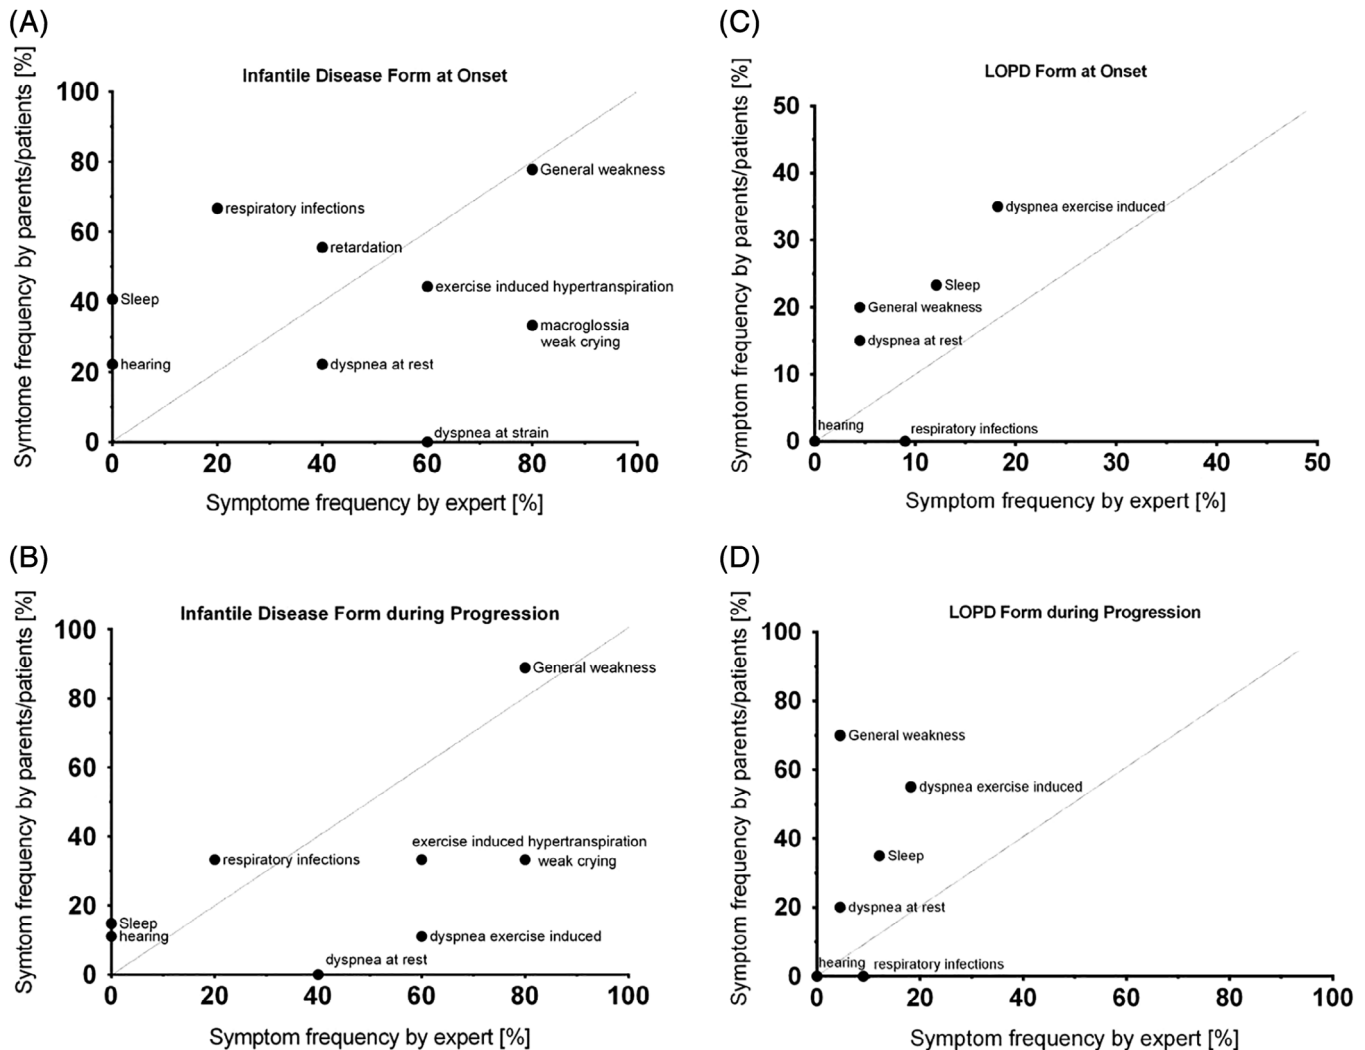 (A)
Infantile Disease Form at Onset
Symtome frequency by parents/patients [%]
100
80
60
40
20
0
General weakness
respiratory infections
retardation
Sleep
exercise induced hypertranspiration
macroglossia
weak crying
hearing
dyspnea at rest
dyspnea at strain
0 20 40 60 80 100
Symptome frequency by expert [%]
(C)
LOPD Form at Onset
Symptom frequency by parents/patients [%]
50
40
30
20
10
0
dyspnea exercise induced
Sleep
General weakness
dyspnea at rest
hearing
respiratory infections
0 10 20 30 40 50
Symptom frequency by expert [%]
(B)
Infantile Disease Form during Progression
Symtom frequency by parents/patients [%]
100
80
60
40
20
0
General weakness
exercise induced hypertranspiration
respiratory infections
weak crying
Sleep
hearing
dyspnea exercise induced
dyspnea at rest
0 20 40 60 80 100
Symptom frequency by expert [%]
(D)
LOPD Form during Progression
Symptom frequency by parents/patients [%]
100
80
60
40
20
0
General weakness
dyspnea exercise induced
Sleep
dyspnea at rest
hearing
respiratory infections
0 20 40 60 80 100
Symptom frequency by expert [%]